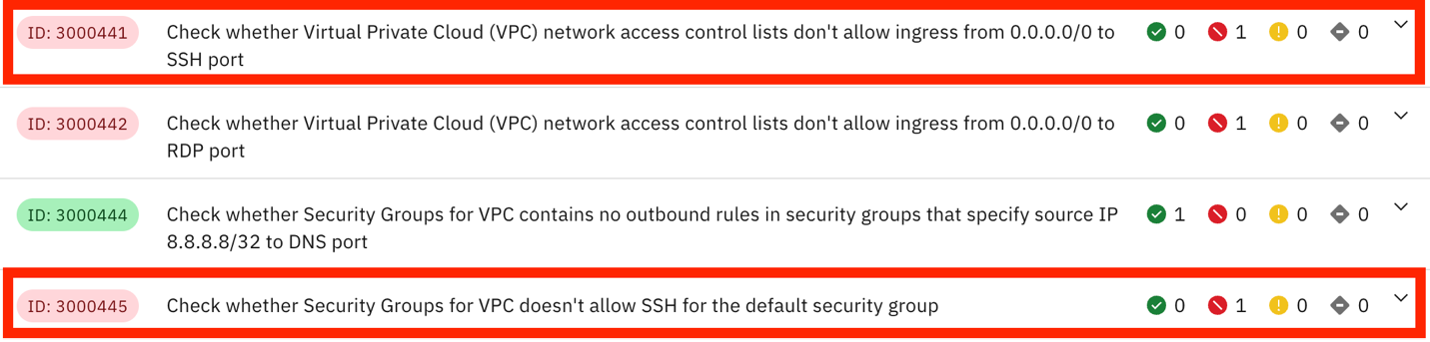 ID: 3000441 Check whether Virtual Private Cloud (VPC) network access control lists don't allow ingress from 0.0.0.0/0 to 0 1 0 0
SSH port
ID: 3000442 Check whether Virtual Private Cloud (VPC) network access control lists don't allow ingress from 0.0.0.0/0 to 0 1 0 0
RDP port
ID: 3000444 Check whether Security Groups for VPC contains no outbound rules in security groups that specify source IP 1 0 0 0
8.8.8.8/32 to DNS port
ID: 3000445 Check whether Security Groups for VPC doesn't allow SSH for the default security group 0 1 0 0